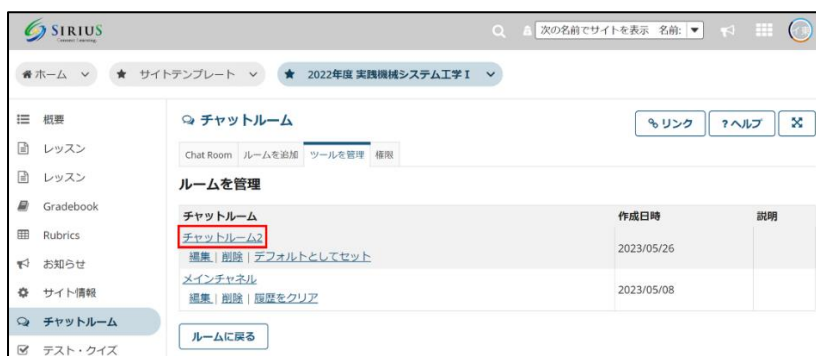 SIRIUS
次の名前でサイトを表示 名前:
ホーム
サイトテンプレート
2022年度 実践機械システム工学 I
概要
レッスン
レッスン
Gradebook
Rubrics
お知らせ
サイト情報
チャットルーム
テスト・クイズ
チャットルーム
リンク
?ヘルプ
Chat Room ルームを追加 ツールを管理 権限
ルームを管理
チャットルーム 作成日時 説明
チャットルーム2
編集 | 削除 | デフォルトとしてセット
2023/05/26
メインチャネル
編集 | 削除 | 履歴をクリア
2023/05/08
ルームに戻る